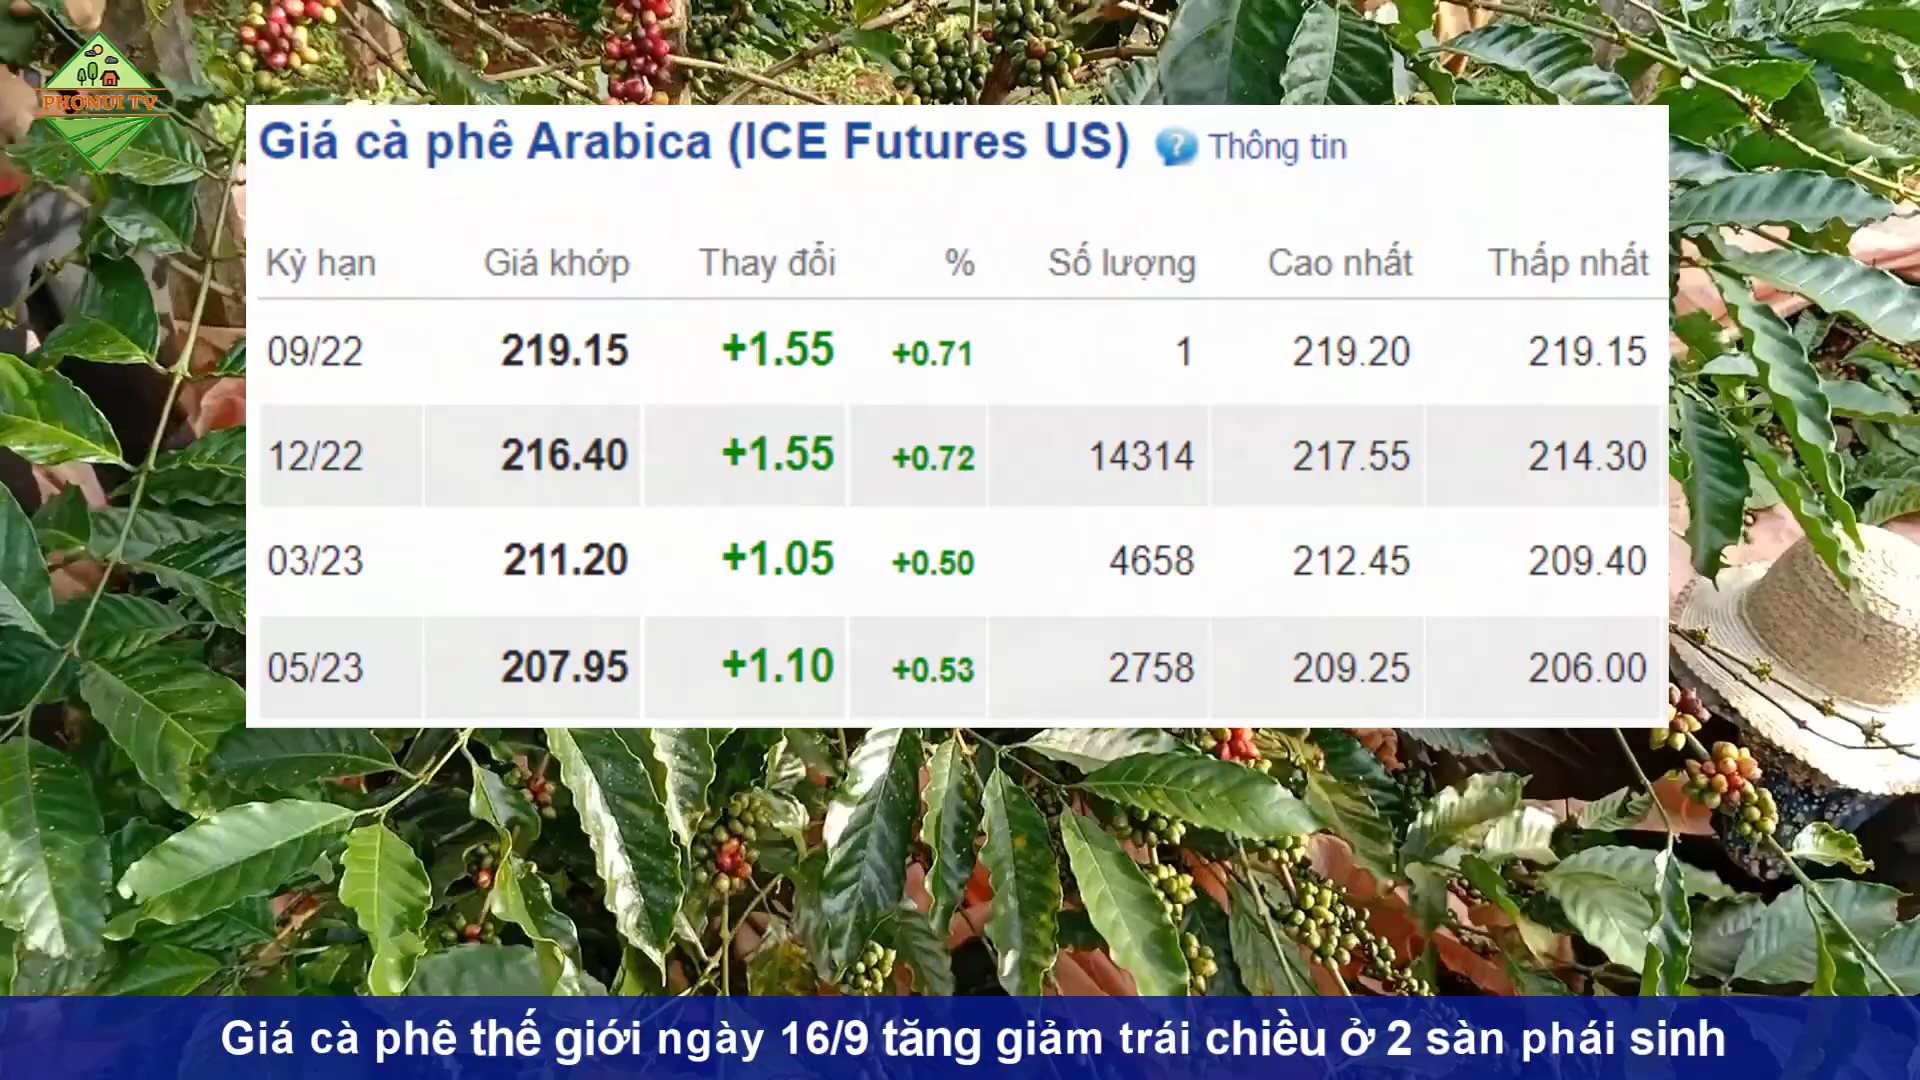 PHONUI TV
Giá cà phê Arabica (ICE Futures US) ? Thông tin
Kỳ hạn Giá khớp Thay đổi % Số lượng Cao nhất Thấp nhất
09/22 219.15 +1.55 +0.71 1 219.20 219.15
12/22 216.40 +1.55 +0.72 14314 217.55 214.30
03/23 211.20 +1.05 +0.50 4658 212.45 209.40
05/23 207.95 +1.10 +0.53 2758 209.25 206.00
Giá cà phê thế giới ngày 16/9 tăng giảm trái chiều ở 2 sàn phái sinh